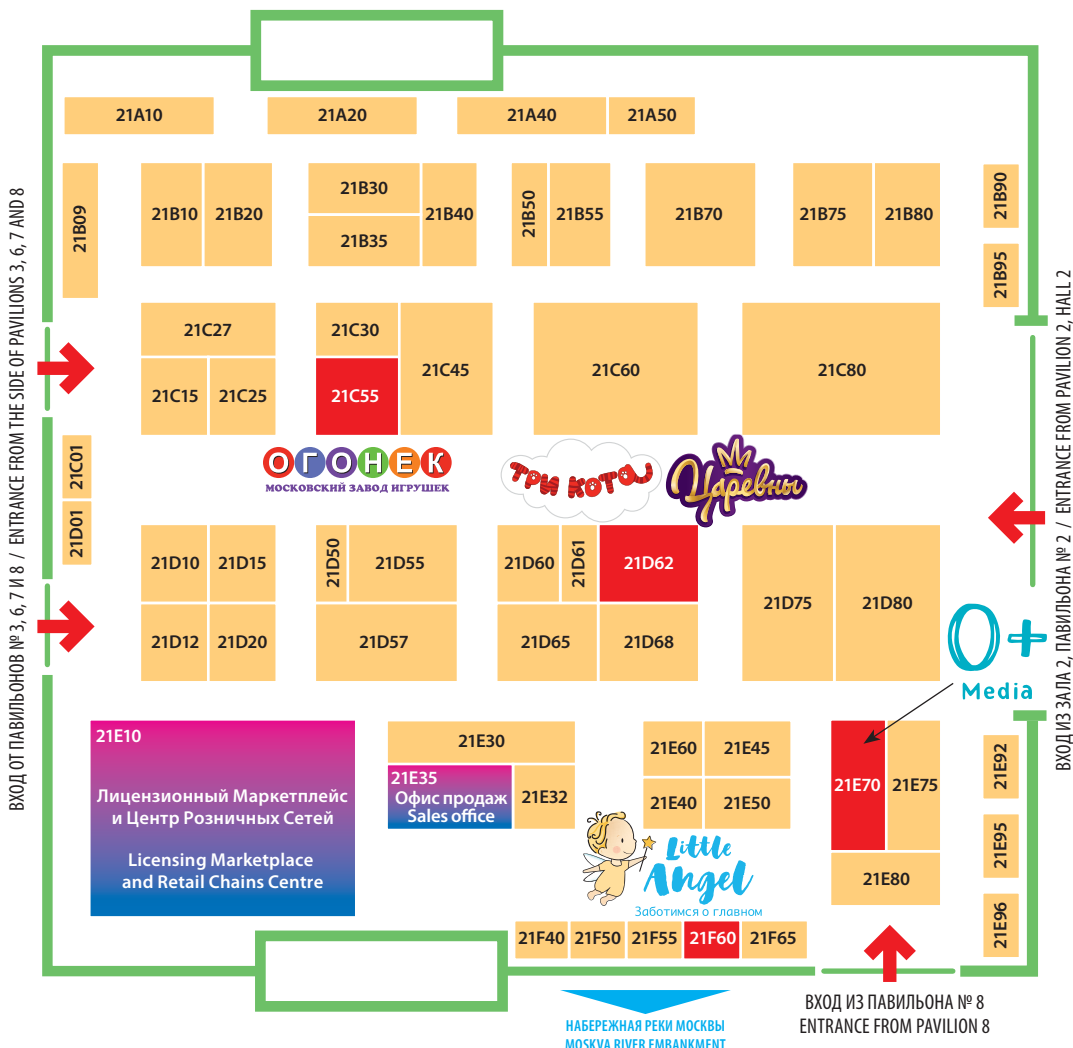 21A10
21A20
21A40
21A50
21B09
21B10
21B20
21B30
21B35
21B40
21B50
21B55
21B70
21B75
21B80
21B90
21B95
21C27
21C15
21C25
21C30
21C55
21C45
21C60
21C80
21C01
21D01
ОГОНЕК
МОСКОВСКИЙ ЗАВОД ИГРУШЕК
ТРИ КОТА
Царевны
21D10
21D15
21D12
21D20
21D50
21D55
21D57
21D60
21D61
21D62
21D65
21D68
21D75
21D80
0+
Media
21E10
Лицензионный Маркетплейс
и Центр Розничных Сетей
Licensing Marketplace
and Retail Chains Centre
21E30
21E35
Офис продаж
Sales office
21E32
21E60
21E45
21E40
21E50
21E70
21E75
21E80
21E92
21E95
21E96
Little
Angel
Заботимся о главном
21F40
21F50
21F55
21F60
21F65
ВХОД ОТ ПАВИЛЬОНОВ № 3, 6, 7 И 8 / ENTRANCE FROM THE SIDE OF PAVILIONS 3, 6, 7 AND 8
ВХОД ИЗ ЗАЛА 2, ПАВИЛЬОНА № 2 / ENTRANCE FROM PAVILION 2, HALL 2
ВХОД ИЗ ПАВИЛЬОНА № 8
ENTRANCE FROM PAVILION 8
НАБЕРЕЖНАЯ РЕКИ МОСКВЫ
MOSKVA RIVER EMBANKMENT